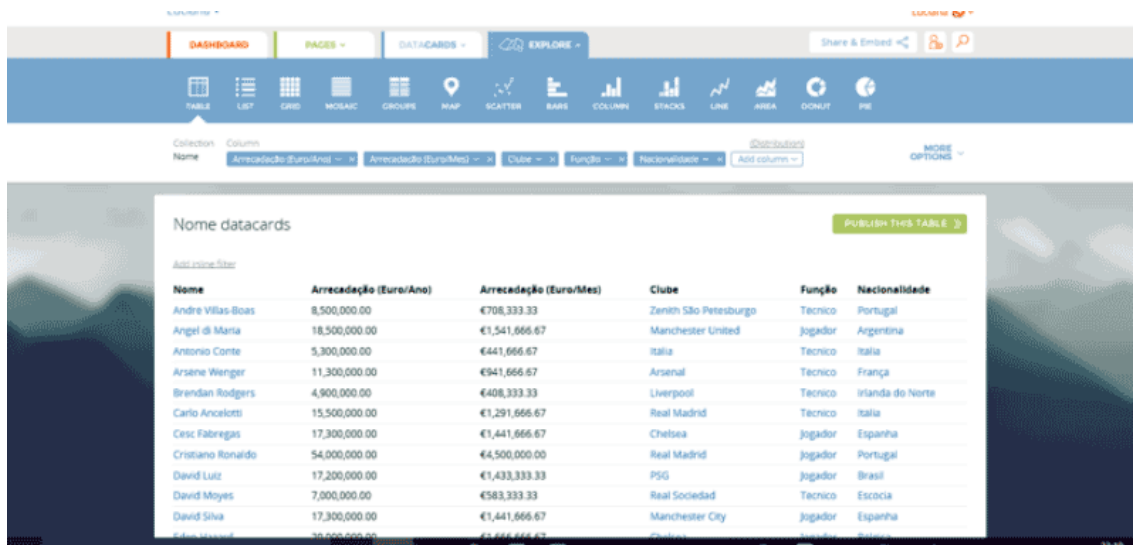 Luciana
DASHBOARD PAGES DATACARDS EXPLORE Share & Embed
TABLE LIST GRID MOSAIC GROUPS MAP SCATTER BARS COLUMN STACKS LINE AREA DONUT PIE
Collection Column (Distribution)
Nome Arrecadação (Euro/Ano) x Arrecadação (Euro/Mes) x Clube x Função x Nacionalidade x Add column MORE OPTIONS
Nome datacards PUBLISH THIS TABLE
Add inline filter
Nome Arrecadação (Euro/Ano) Arrecadação (Euro/Mes) Clube Função Nacionalidade
Andre Villas-Boas 8,500,000.00 €708,333.33 Zenith São Petesburgo Técnico Portugal
Angel di Maria 18,500,000.00 €1,541,666.67 Manchester United Jogador Argentina
Antonio Conte 5,300,000.00 €441,666.67 Itália Técnico Itália
Arsene Wenger 11,300,000.00 €941,666.67 Arsenal Técnico França
Brendan Rodgers 4,900,000.00 €408,333.33 Liverpool Técnico Irlanda do Norte
Carlo Ancelotti 15,500,000.00 €1,291,666.67 Real Madrid Técnico Itália
Cesc Fabregas 17,300,000.00 €1,441,666.67 Chelsea Jogador Espanha
Cristiano Ronaldo 54,000,000.00 €4,500,000.00 Real Madrid Jogador Portugal
David Luiz 17,200,000.00 €1,433,333.33 PSG Jogador Brasil
David Moyes 7,000,000.00 €583,333.33 Real Sociedad Técnico Escocia
David Silva 17,300,000.00 €1,441,666.67 Manchester City Jogador Espanha